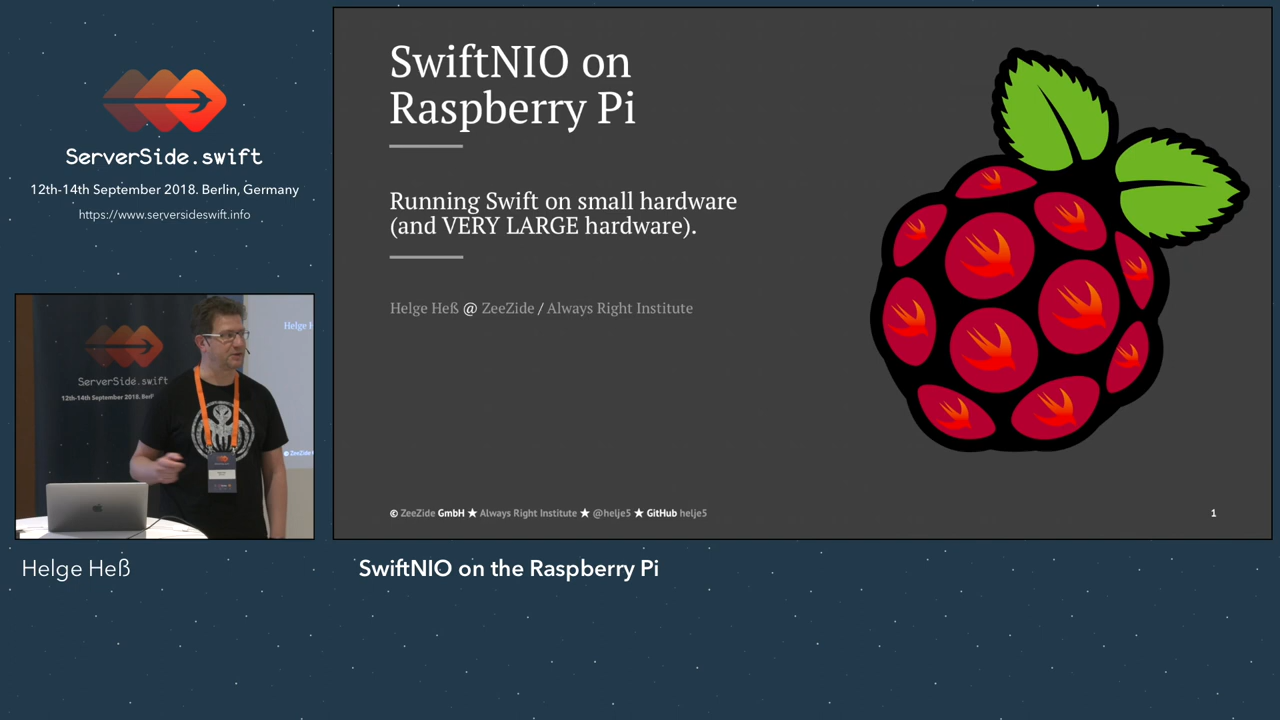 ServerSide.swift
12th-14th September 2018. Berlin, Germany
https://www.serversideswift.info
SwiftNIO on
Raspberry Pi
Running Swift on small hardware
(and VERY LARGE hardware).
Helge Heß @ ZeeZide / Always Right Institute
© ZeeZide GmbH ★ Always Right Institute ★ @helje5 ★ GitHub helje5
1
Helge H
ServerSide.swift
12th-14th September 2018. Berl
© ZeeZide
Helge Heß
SwiftNIO on the Raspberry Pi